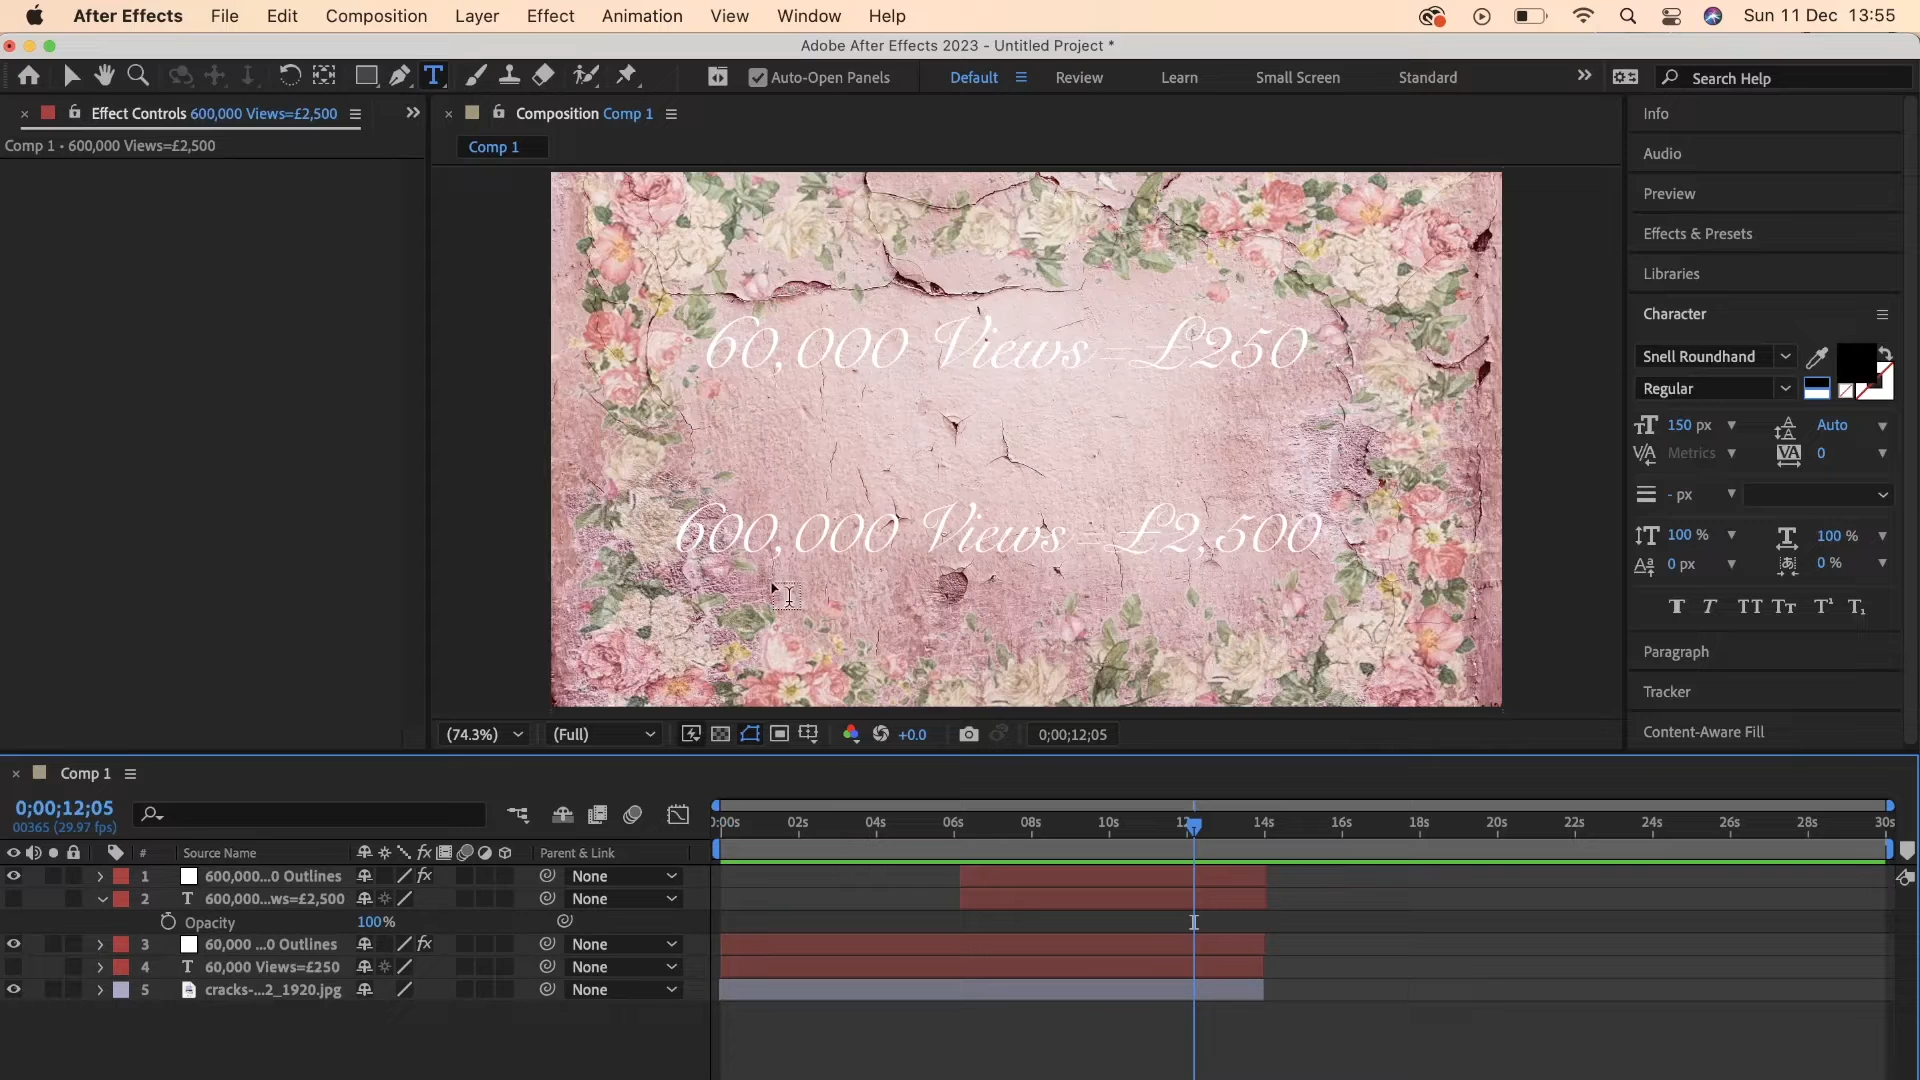 After Effects File Edit Composition Layer Effect Animation View Window Help Sun 11 Dec 13:55
Adobe After Effects 2023 - Untitled Project *
Auto-Open Panels Default Review Learn Small Screen Standard Search Help
Effect Controls 600,000 Views=£2,500
Comp 1 • 600,000 Views=£2,500
Composition Comp 1
Comp 1
60,000 Views=£250
600,000 Views=£2,500
(74.3%) (Full) +0.0 0;00;12;05
Info
Audio
Preview
Effects & Presets
Libraries
Character
Snell Roundhand
Regular
150 px Auto
Metrics 0
- px
100 % 100 %
0 px 0 %
T T TT TT T¹ T₁
Paragraph
Tracker
Content-Aware Fill
Comp 1
0;00;12;05
00365 (29.97 fps)
0:00s 02s 04s 06s 08s 10s 12s 14s 16s 18s 20s 22s 24s 26s 28s 30s
# Source Name fx Parent & Link
1 600,000...0 Outlines fx None
2 T 600,000...ws=£2,500 None
Opacity 100%
3 60,000 ...0 Outlines fx None
4 T 60,000 Views=£250 None
5 cracks-...2_1920.jpg None